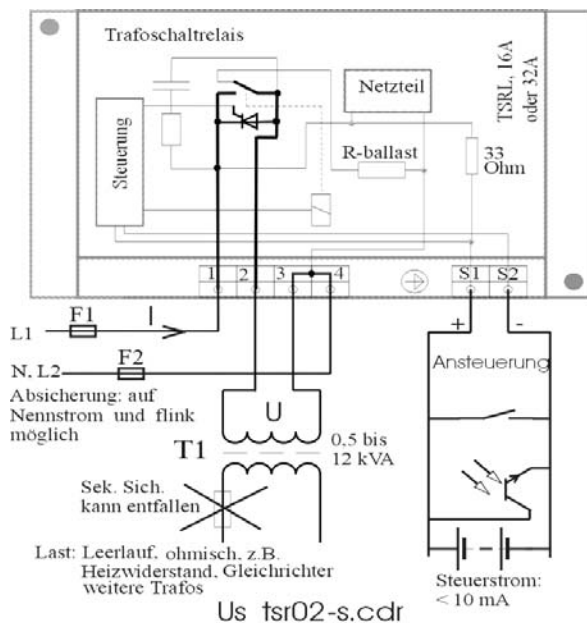 Trafoschaltrelais
Netzteil
TSRL, 16A
oder 32A
Steuerung
R-ballast
33
Ohm
1 2 3 4 S1 S2
L1 F1 I + -
N. L2 F2
Ansteuerung
Absicherung: auf
Nennstrom und flink
möglich
U
T1
0.5 bis
12 kVA
Sek. Sich.
kann entfallen
Last: Leerlauf, ohmisch, z.B.
Heizwiderstand, Gleichrichter
weitere Trafos
Steuerstrom:
< 10 mA
Us tsr02-s.cdr